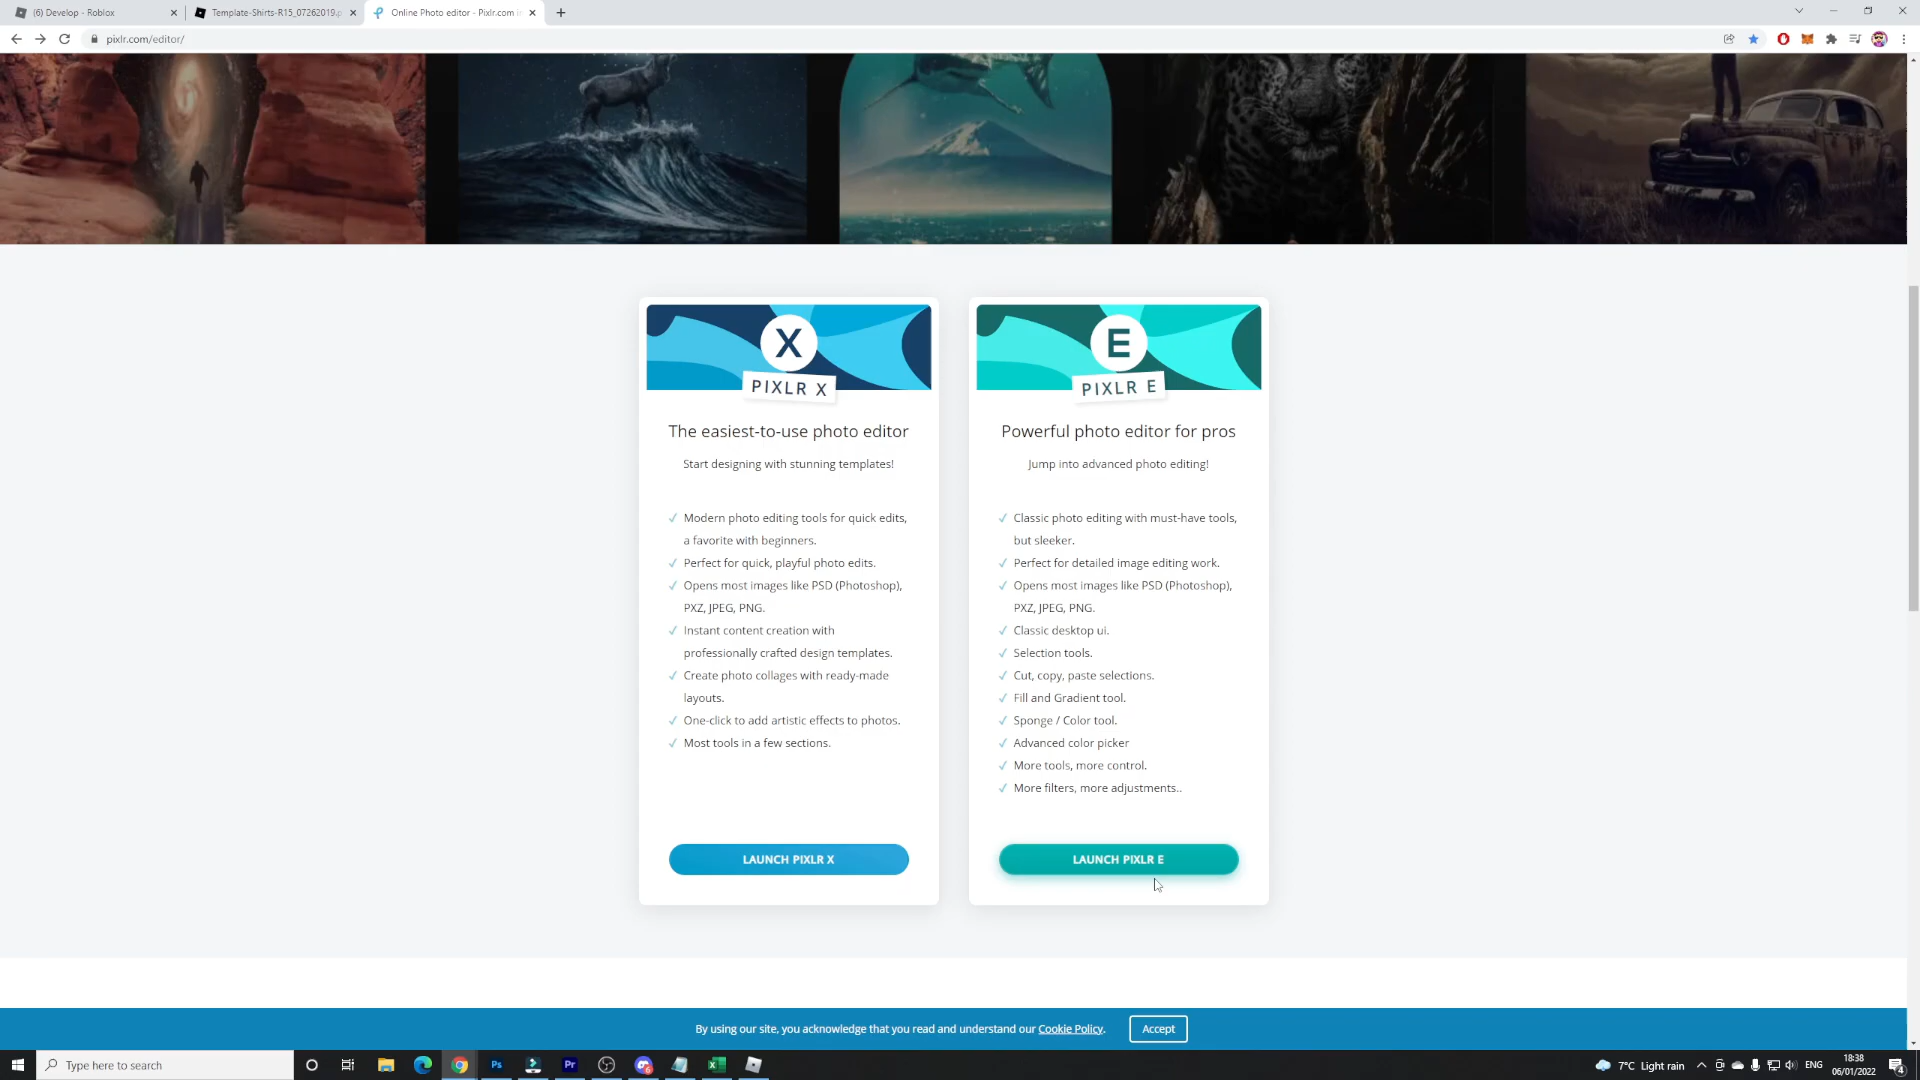 (6) Develop - Roblox
Template-Shirts-R15_07262019.p
Online Photo editor - Pixlr.com i
pixlr.com/editor/
X
PIXLR X
The easiest-to-use photo editor
Start designing with stunning templates!
✓ Modern photo editing tools for quick edits,
a favorite with beginners.
✓ Perfect for quick, playful photo edits.
✓ Opens most images like PSD (Photoshop),
PXZ, JPEG, PNG.
✓ Instant content creation with
professionally crafted design templates.
✓ Create photo collages with ready-made
layouts.
✓ One-click to add artistic effects to photos.
✓ Most tools in a few sections.
LAUNCH PIXLR X
E
PIXLR E
Powerful photo editor for pros
Jump into advanced photo editing!
✓ Classic photo editing with must-have tools,
but sleeker.
✓ Perfect for detailed image editing work.
✓ Opens most images like PSD (Photoshop),
PXZ, JPEG, PNG.
✓ Classic desktop ui.
✓ Selection tools.
✓ Cut, copy, paste selections.
✓ Fill and Gradient tool.
✓ Sponge / Color tool.
✓ Advanced color picker
✓ More tools, more control.
✓ More filters, more adjustments..
LAUNCH PIXLR E
By using our site, you acknowledge that you read and understand our Cookie Policy.
Accept
Type here to search
Ps
Pr
6
7°C Light rain
ENG
18:38
06/01/2022
4